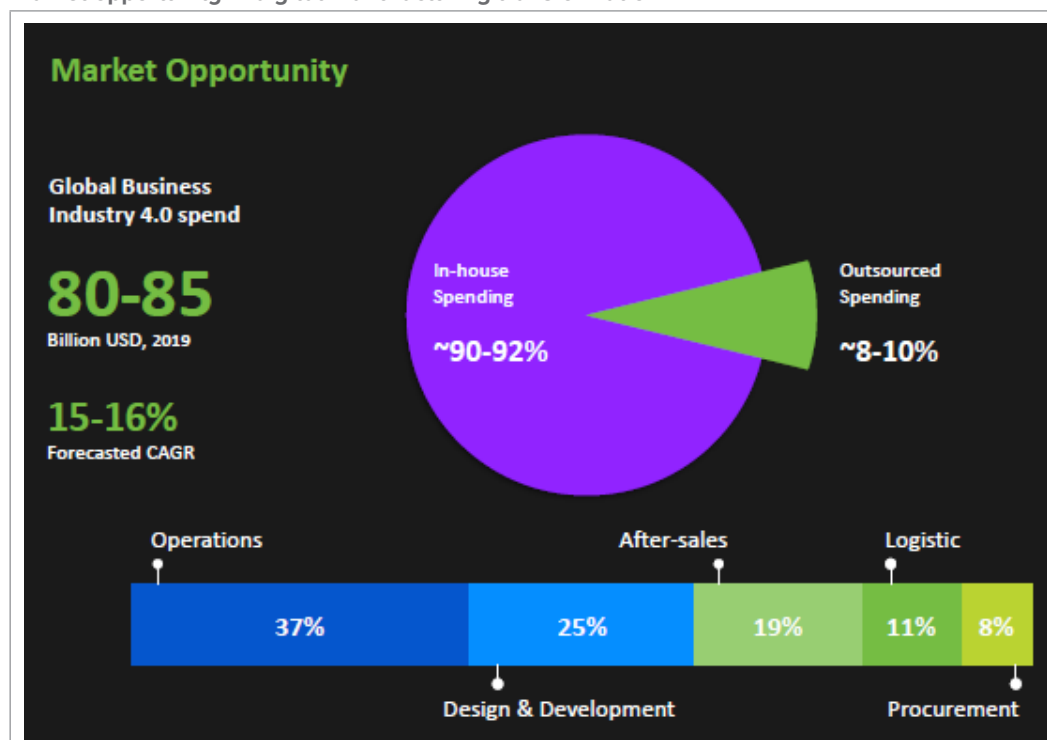 Market Opportunity
Global Business
Industry 4.0 spend
80-85
Billion USD, 2019
15-16%
Forecasted CAGR
In-house
Spending
~90-92%
Outsourced
Spending
~8-10%
Operations
After-sales
Logistic
37%
25%
19%
11%
8%
Design & Development
Procurement